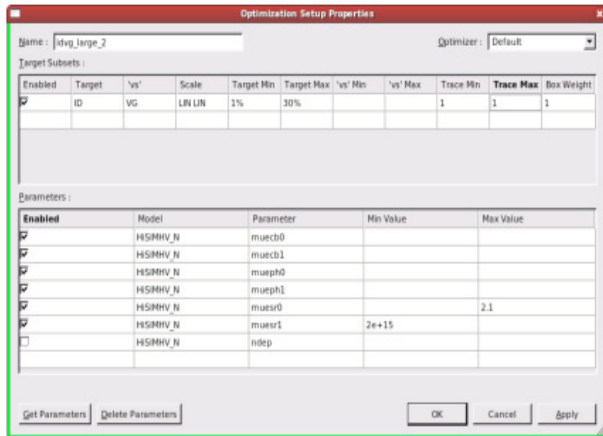 Optimization Setup Properties
Name : idvg_large_2 Optimizer : Default
Target Subsets :
Enabled Target 'vs' Scale Target Min Target Max 'vs' Min 'vs' Max Trace Min Trace Max Box Weight
ID VG LIN LIN 1% 30% 1 1 1
Parameters :
Enabled Model Parameter Min Value Max Value
HiSIMHV_N muecb0
HiSIMHV_N muecb1
HiSIMHV_N mueph0
HiSIMHV_N mueph1
HiSIMHV_N muesr0 2.1
HiSIMHV_N muesr1 2e+15
HiSIMHV_N ndep
Get Parameters Delete Parameters OK Cancel Apply